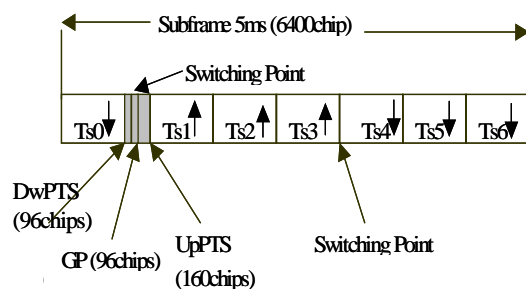 Subframe 5ms (6400chip)
Switching Point
Ts0 Ts1 Ts2 Ts3 Ts4 Ts5 Ts6
DwPTS
(96chips)
GP (96chips)
UpPTS
(160chips)
Switching Point